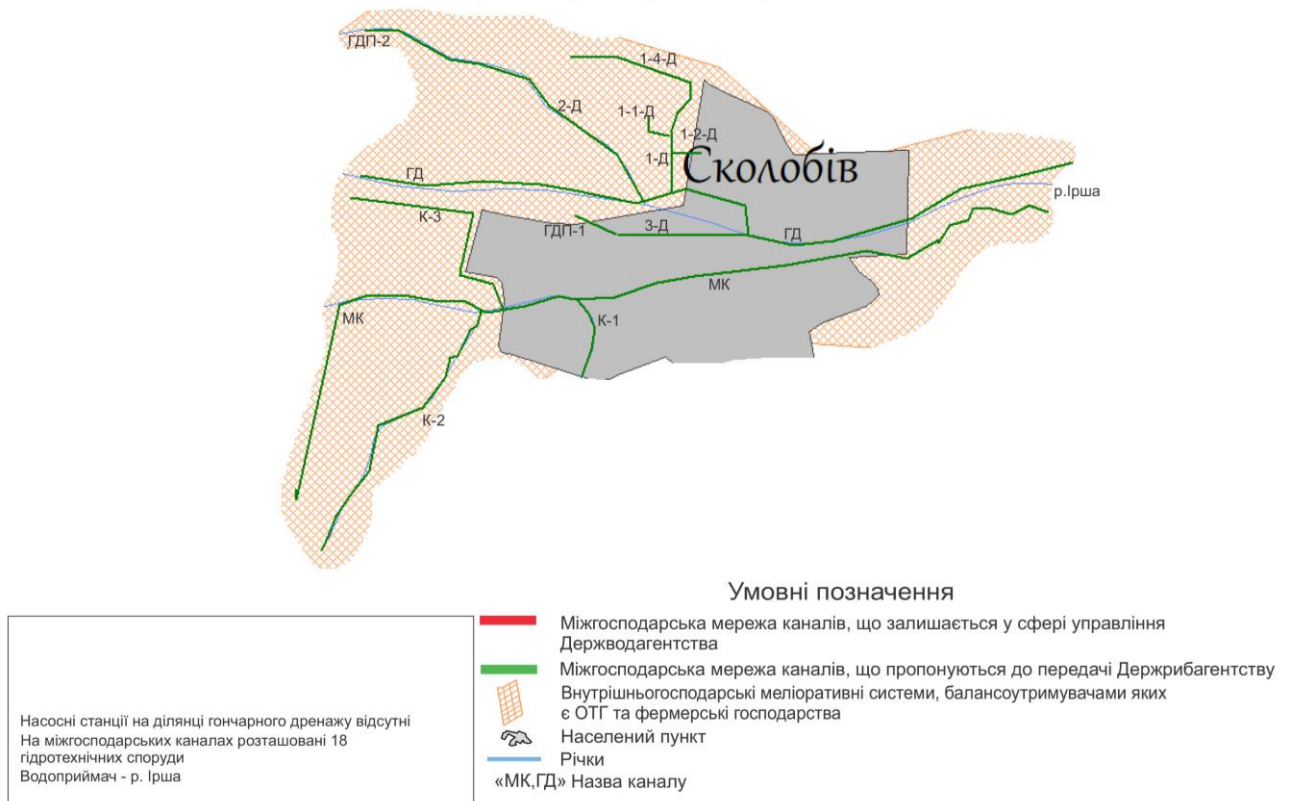 ГДП-2
1-4-Д
2-Д
1-1-Д
1-2-Д
1-Д
Сколобів
ГД
р.Ірша
К-3
ГДП-1
3-Д
ГД
МК
МК
К-1
К-2
Умовні позначення
Міжгосподарська мережа каналів, що залишається у сфері управління
Держводагентства
Міжгосподарська мережа каналів, що пропонуються до передачі Держрибагентству
Внутрішньогосподарські меліоративні системи, балансоутримувачами яких
є ОТГ та фермерські господарства
Населений пункт
Річки
«МК,ГД» Назва каналу
Насосні станції на ділянці гончарного дренажу відсутні
На міжгосподарських каналах розташовані 18
гідротехнічних споруди
Водоприймач - р. Ірша